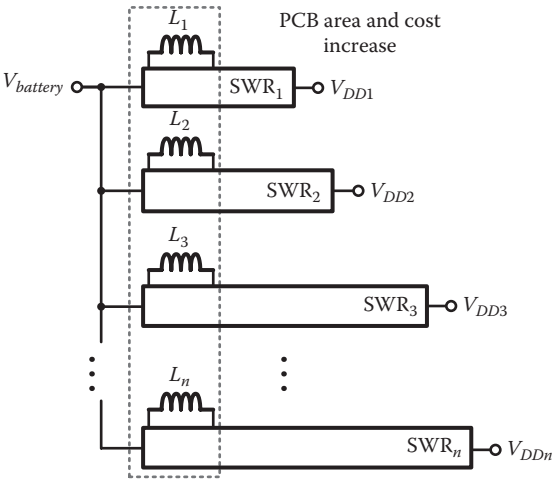 L₁
PCB area and cost
increase
V_battery
SWR₁
V_DD1
L₂
SWR₂
V_DD2
L₃
SWR₃
V_DD3
Lₙ
SWRₙ
V_DDn